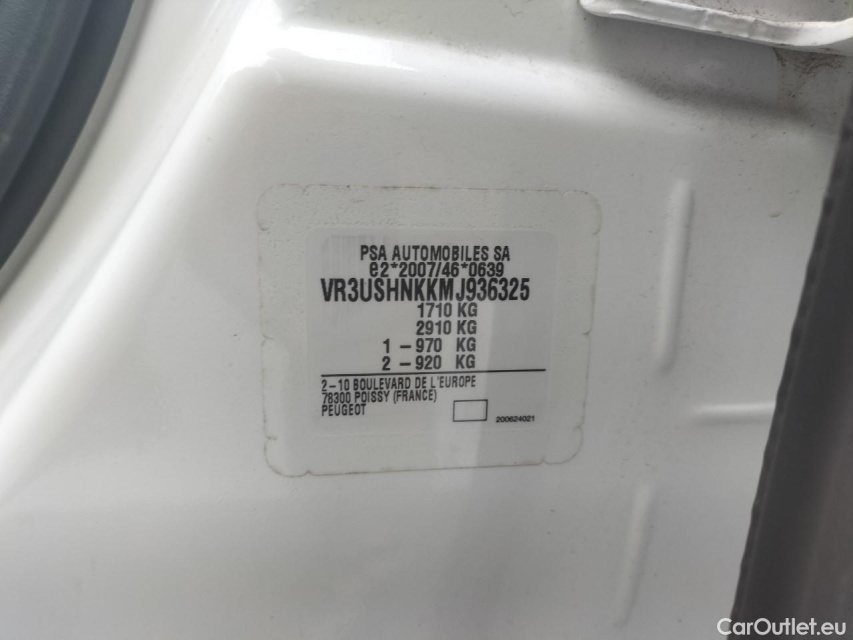 PSA AUTOMOBILES SA
e2*2007/46*0639
VR3USHNKKMJ936325
1710 KG
2910 KG
1 – 970 KG
2 – 920 KG
2 – 10 BOULEVARD DE L'EUROPE
78300 POISSY (FRANCE)
PEUGEOT
200624021
CarOutlet.eu